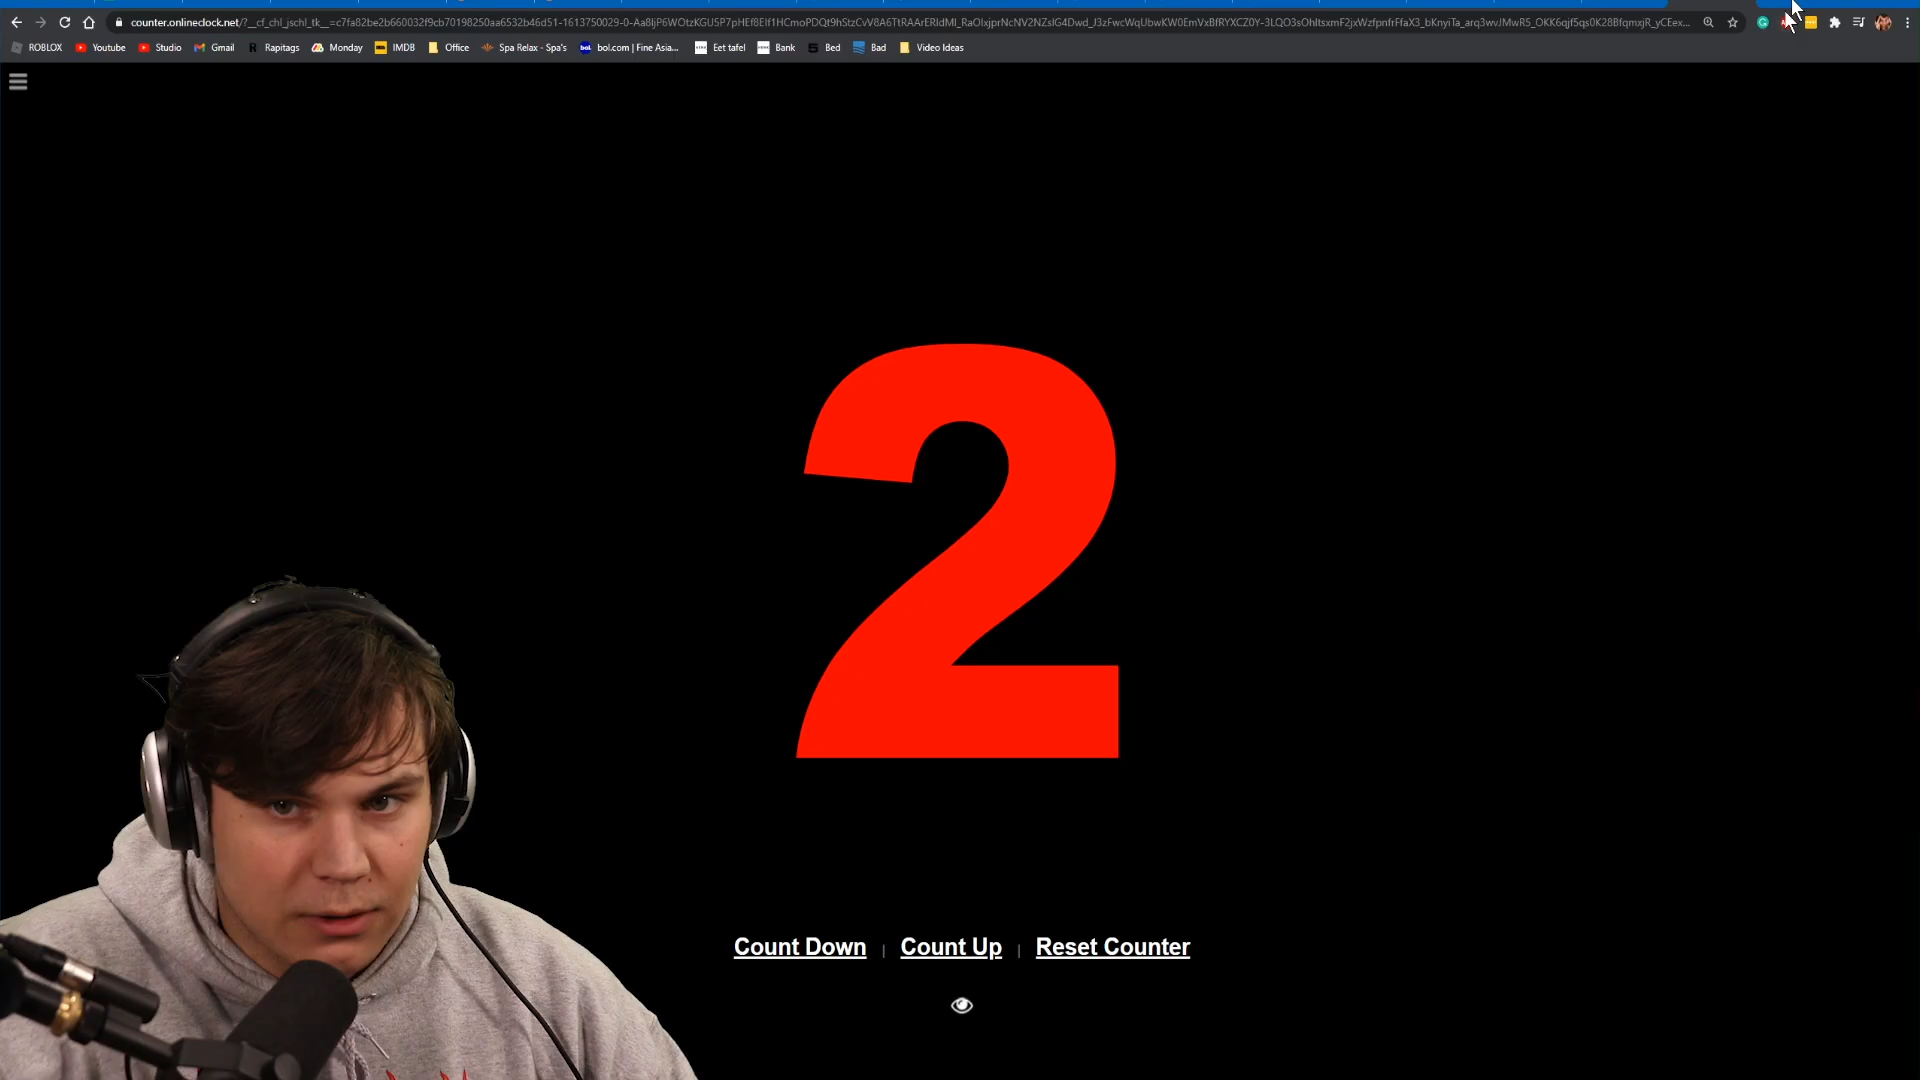 counter.onlineclock.net
ROBLOX Youtube Studio Gmail Rapitags Monday IMDB Office Spa Relax - Spa's bol.com | Fine Asia... Eet tafel Bank Bed Bad Video Ideas
2
Count Down | Count Up | Reset Counter